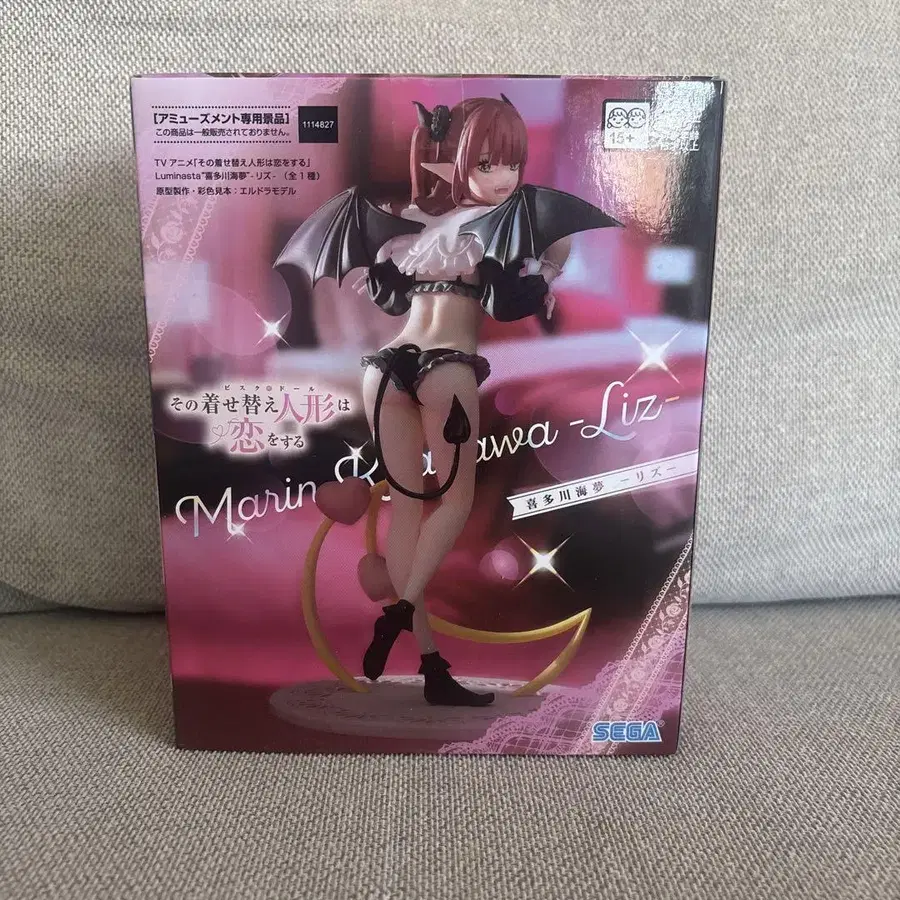 [アミューズメント専用景品]
この商品は一般販売されておりません。
1114827
TVアニメ「その着せ替え人形は恋をする」
Luminasta"喜多川海夢"-リズ-(全1種)
原型製作・彩色見本:エルドラモデル
15+
以上
ビスク・ドール
その着せ替え人形は
恋をする
Marin awa -Liz-
喜多川海夢 -リズ-
SEGA